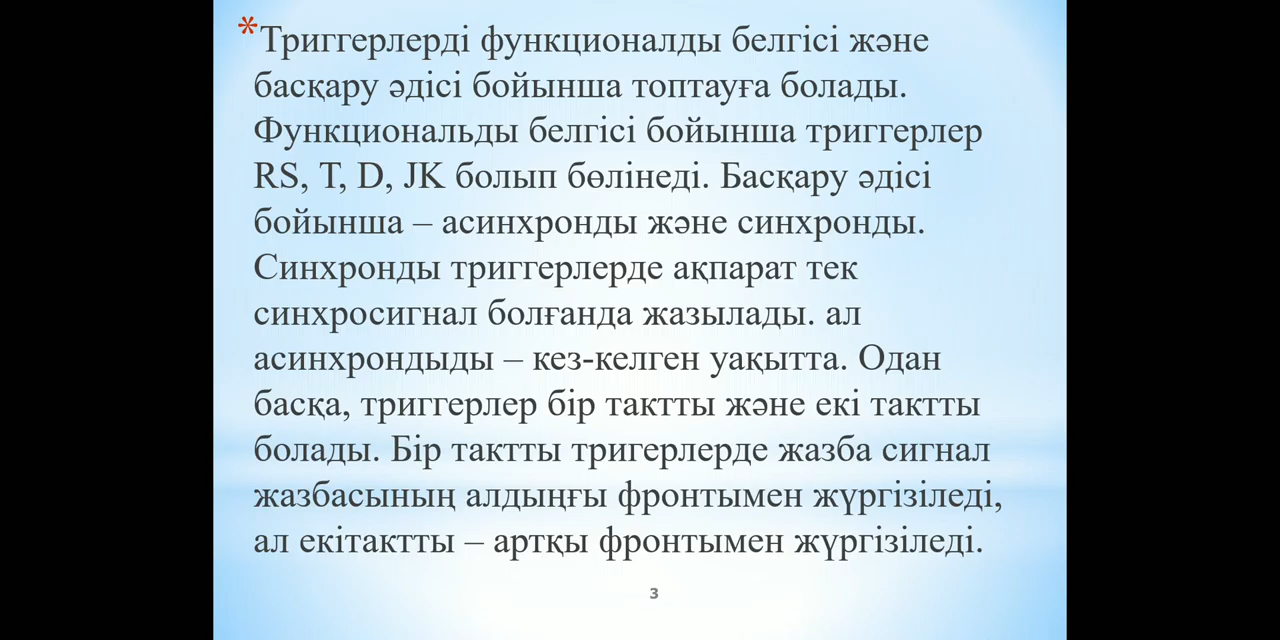 *Триггерлерді функционалды белгісі және
басқару әдісі бойынша топтауға болады.
Функциональды белгісі бойынша триггерлер
RS, T, D, JK болып бөлінеді. Басқару әдісі
бойынша – асинхронды және синхронды.
Синхронды триггерлерде ақпарат тек
синхросигнал болғанда жазылады. ал
асинхрондыды – кез-келген уақытта. Одан
басқа, триггерлер бір тактты және екі тактты
болады. Бір тактты тригерлерде жазба сигнал
жазбасының алдыңғы фронтымен жүргізіледі,
ал екітактты – артқы фронтымен жүргізіледі.
3